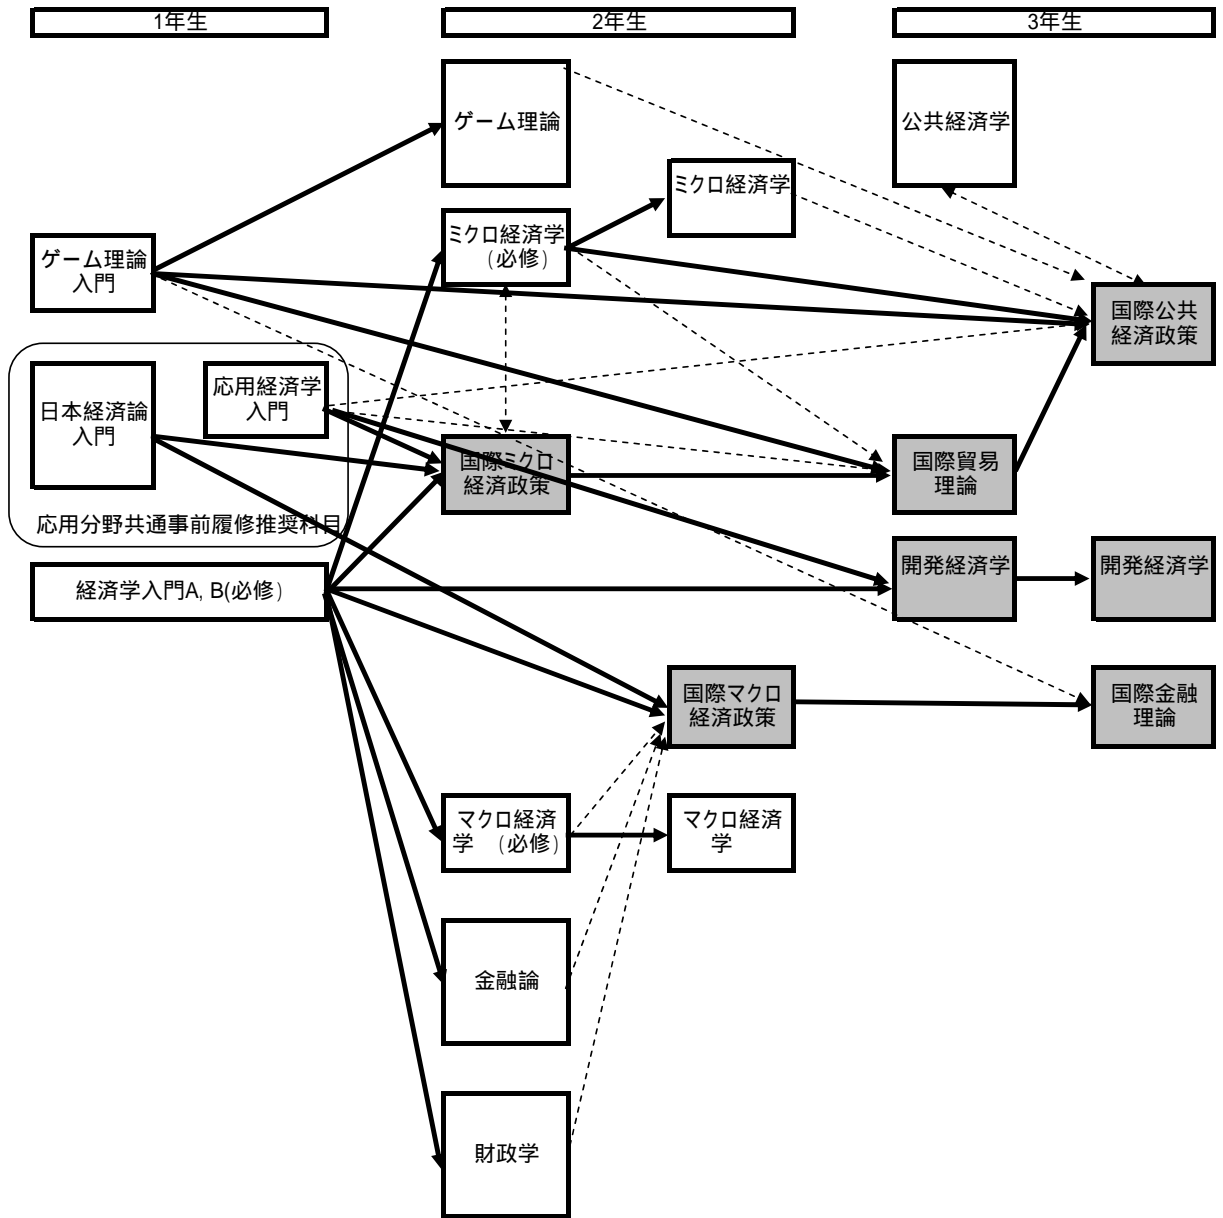 1年生
2年生
3年生
ゲーム理論
公共経済学
ミクロ経済学
ミクロ経済学
(必修)
ゲーム理論
入門
国際公共
経済政策
日本経済論
入門
応用経済学
入門
国際ミクロ
経済政策
国際貿易
理論
応用分野共通事前履修推奨科目
経済学入門A, B(必修)
開発経済学
開発経済学
国際マクロ
経済政策
国際金融
理論
マクロ経済
学 (必修)
マクロ経済
学
金融論
財政学